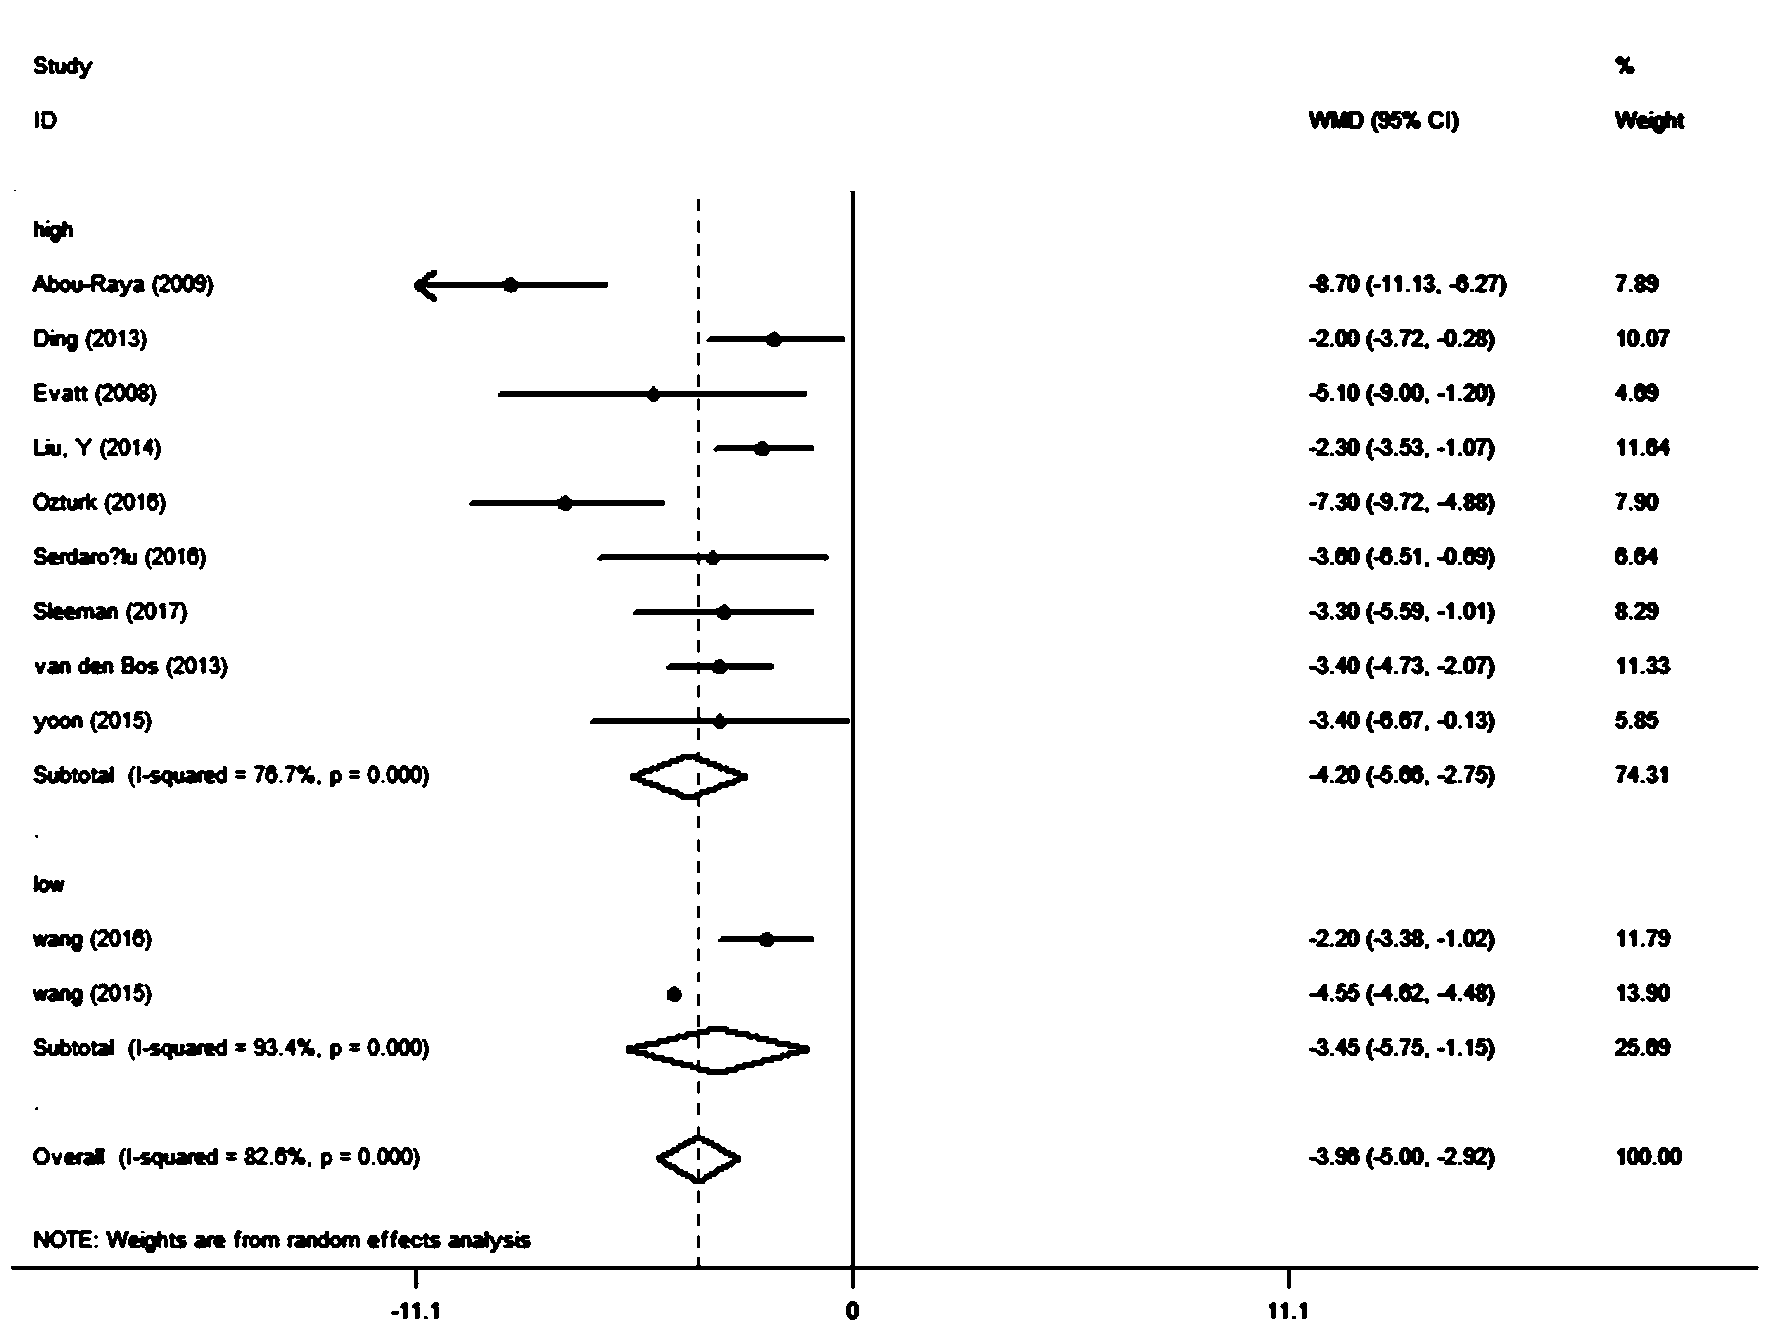 Study %
ID WMD (95% CI) Weight
high
Abou-Raya (2009) -8.70 (-11.13, -6.27) 7.89
Ding (2013) -2.00 (-3.72, -0.28) 10.07
Evatt (2008) -5.10 (-9.00, -1.20) 4.69
Liu, Y (2014) -2.30 (-3.53, -1.07) 11.64
Ozturk (2016) -7.30 (-9.72, -4.88) 7.90
Serdaro?lu (2016) -3.60 (-6.51, -0.69) 6.64
Sleeman (2017) -3.30 (-5.59, -1.01) 8.29
van den Bos (2013) -3.40 (-4.73, -2.07) 11.33
yoon (2015) -3.40 (-6.67, -0.13) 5.85
Subtotal (I-squared = 76.7%, p = 0.000) -4.20 (-5.66, -2.75) 74.31
.
low
wang (2016) -2.20 (-3.38, -1.02) 11.79
wang (2015) -4.55 (-4.62, -4.48) 13.90
Subtotal (I-squared = 93.4%, p = 0.000) -3.45 (-5.75, -1.15) 25.69
.
Overall (I-squared = 82.6%, p = 0.000) -3.96 (-5.00, -2.92) 100.00
NOTE: Weights are from random effects analysis
-11.1 0 11.1